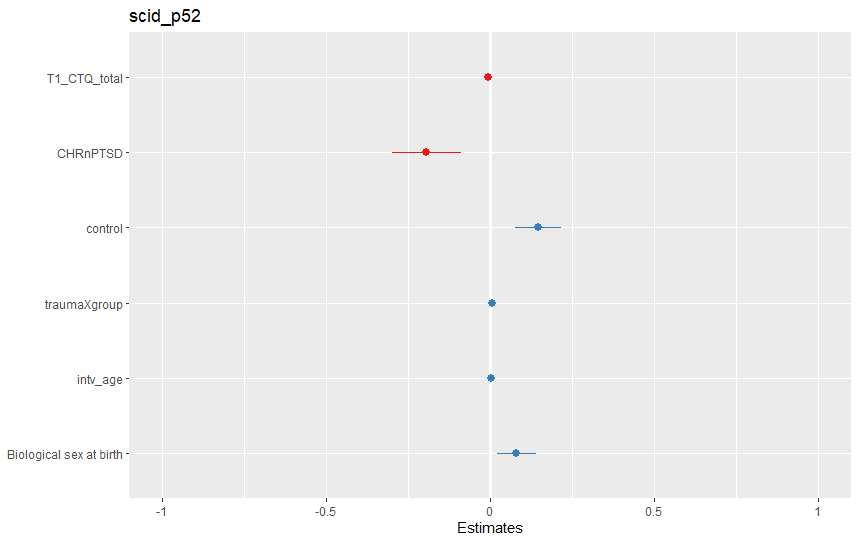 scid_p52
T1_CTQ_total
CHRnPTSD
control
traumaXgroup
intv_age
Biological sex at birth
-1
-0.5
0
0.5
1
Estimates